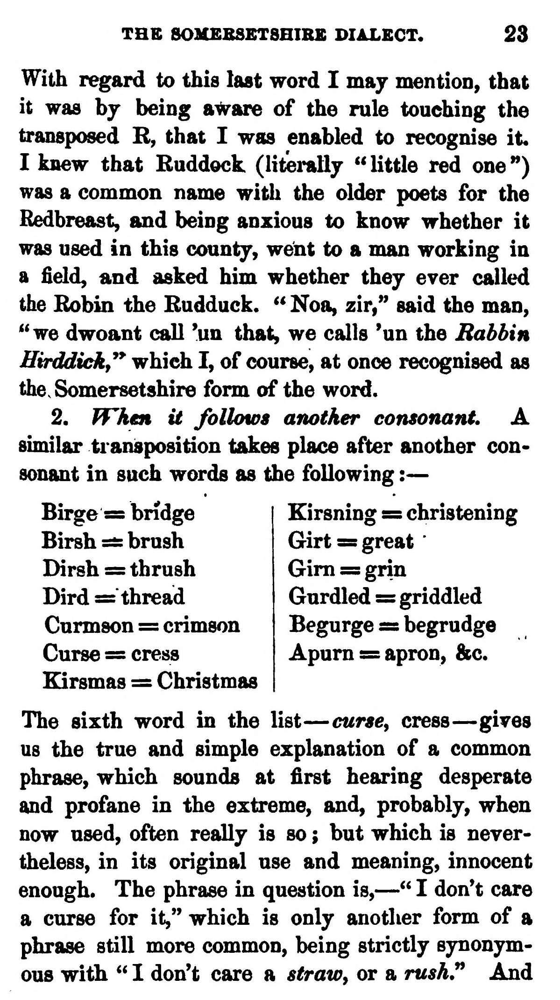 THE SOMERSETSHIRE DIALECT. 23
With regard to this last word I may mention, that
it was by being aware of the rule touching the
transposed R, that I was enabled to recognise it.
I knew that Ruddock (literally “little red one”)
was a common name with the older poets for the
Redbreast, and being anxious to know whether it
was used in this county, went to a man working in
a field, and asked him whether they ever called
the Robin the Rudduck. “Noa, zir,” said the man,
“we dwoant call ’un that, we calls ’un the Rabbin
Hirddick,” which I, of course, at once recognised as
the Somersetshire form of the word.
2. When it follows another consonant. A
similar transposition takes place after another con-
sonant in such words as the following:—
Birge = bridge
Birsh = brush
Dirsh = thrush
Dird = thread
Curmson = crimson
Curse = cress
Kirsmas = Christmas
Kirsning = christening
Girt = great
Girn = grin
Gurdled = griddled
Begurge = begrudge
Apurn = apron, &c.
The sixth word in the list—curse, cress—gives
us the true and simple explanation of a common
phrase, which sounds at first hearing desperate
and profane in the extreme, and, probably, when
now used, often really is so; but which is never-
theless, in its original use and meaning, innocent
enough. The phrase in question is,—“I don’t care
a curse for it,” which is only another form of a
phrase still more common, being strictly synonym-
ous with “I don’t care a straw, or a rush.” And